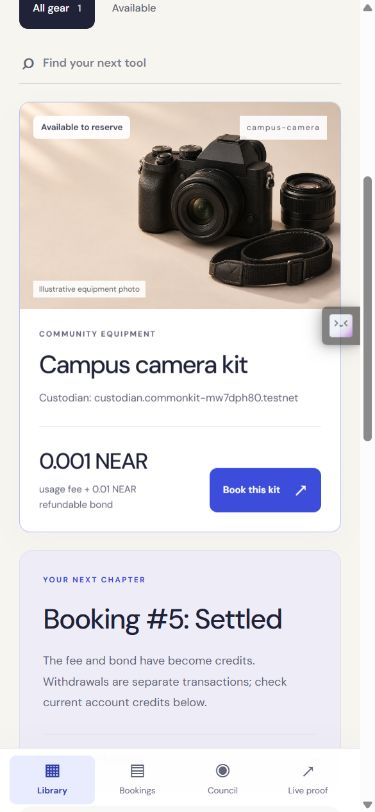 All gear 1 Available
Find your next tool
Available to reserve
campus-camera
Illustrative equipment photo
COMMUNITY EQUIPMENT
Campus camera kit
Custodian: custodian.commonkit-mw7dph80.testnet
0.001 NEAR
usage fee + 0.01 NEAR
refundable bond
Book this kit
YOUR NEXT CHAPTER
Booking #5: Settled
The fee and bond have become credits.
Withdrawals are separate transactions; check
current account credits below.
Library Bookings Council Live proof